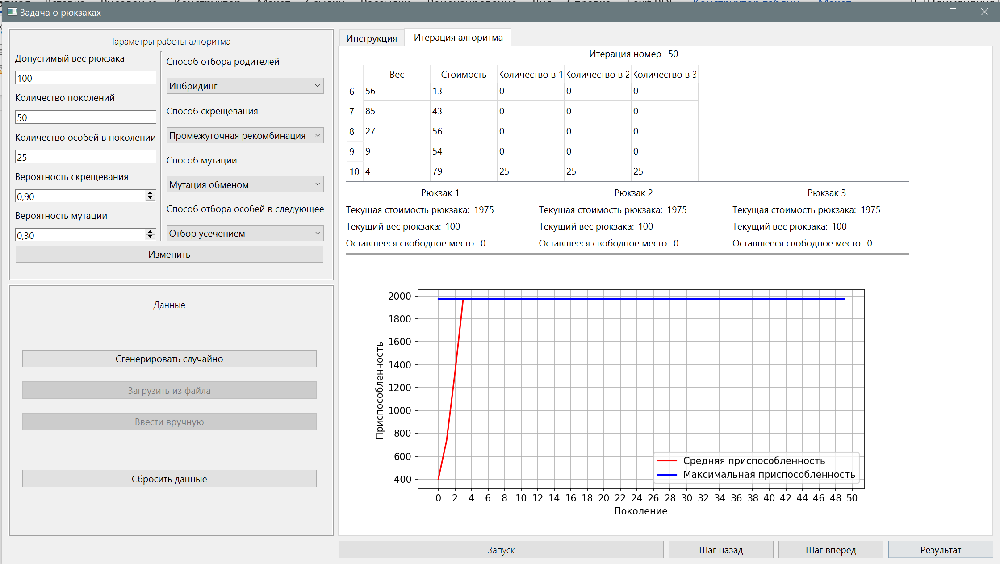 Задача о рюкзаках
Параметры работы алгоритма
Допустимый вес рюкзака
100
Количество поколений
50
Количество особей в поколении
25
Вероятность скрещевания
0,90
Вероятность мутации
0,30
Способ отбора родителей
Инбридинг
Способ скрещевания
Промежуточная рекомбинация
Способ мутации
Мутация обменом
Способ отбора особей в следующее
Отбор усечением
Изменить
Данные
Сгенерировать случайно
Загрузить из файла
Ввести вручную
Сбросить данные
Инструкция Итерация алгоритма
Итерация номер 50
Вес Стоимость Количество в 1 Количество в 2 Количество в 3
6 56 13 0 0 0
7 85 43 0 0 0
8 27 56 0 0 0
9 9 54 0 0 0
10 4 79 25 25 25
Рюкзак 1 Рюкзак 2 Рюкзак 3
Текущая стоимость рюкзака: 1975 Текущая стоимость рюкзака: 1975 Текущая стоимость рюкзака: 1975
Текущий вес рюкзака: 100 Текущий вес рюкзака: 100 Текущий вес рюкзака: 100
Оставшееся свободное место: 0 Оставшееся свободное место: 0 Оставшееся свободное место: 0
Приспособленность
2000
1800
1600
1400
1200
1000
800
600
400
Средняя приспособленность
Максимальная приспособленность
0 2 4 6 8 10 12 14 16 18 20 22 24 26 28 30 32 34 36 38 40 42 44 46 48 50
Поколение
Запуск Шаг назад Шаг вперед Результат